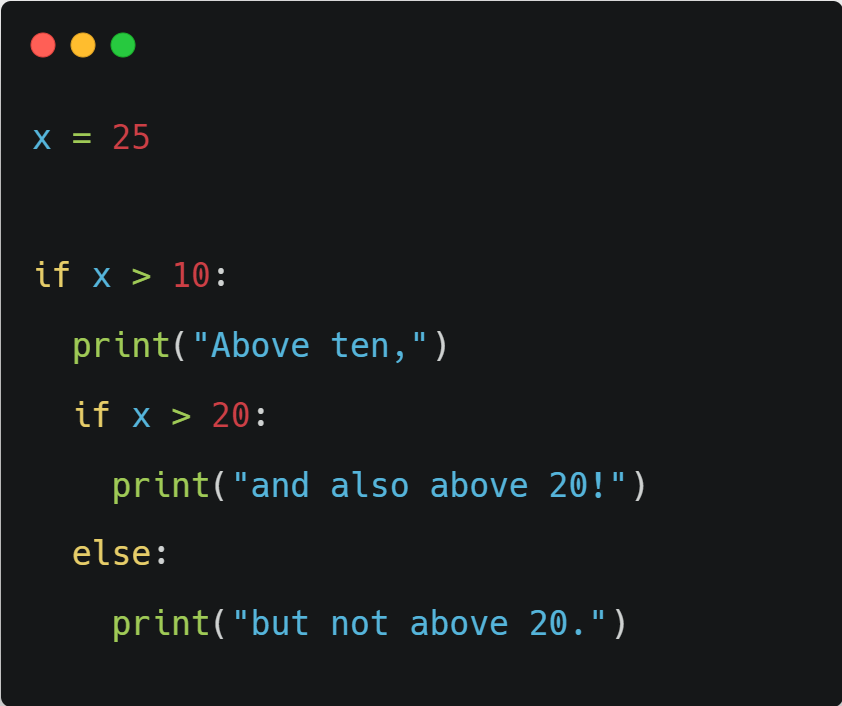 x = 25
if x > 10:
  print("Above ten,")
  if x > 20:
    print("and also above 20!")
  else:
    print("but not above 20.")